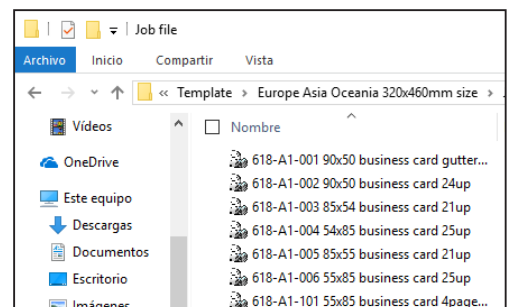 Job file
Archivo Inicio Compartir Vista
« Template > Europe Asia Oceania 320x460mm size >
Vídeos
OneDrive
Este equipo
Descargas
Documentos
Escritorio
Imágenes
Nombre
618-A1-001 90x50 business card gutter...
618-A1-002 90x50 business card 24up
618-A1-003 85x54 business card 21up
618-A1-004 54x85 business card 25up
618-A1-005 85x55 business card 21up
618-A1-006 55x85 business card 25up
618-A1-101 55x85 business card 4page...